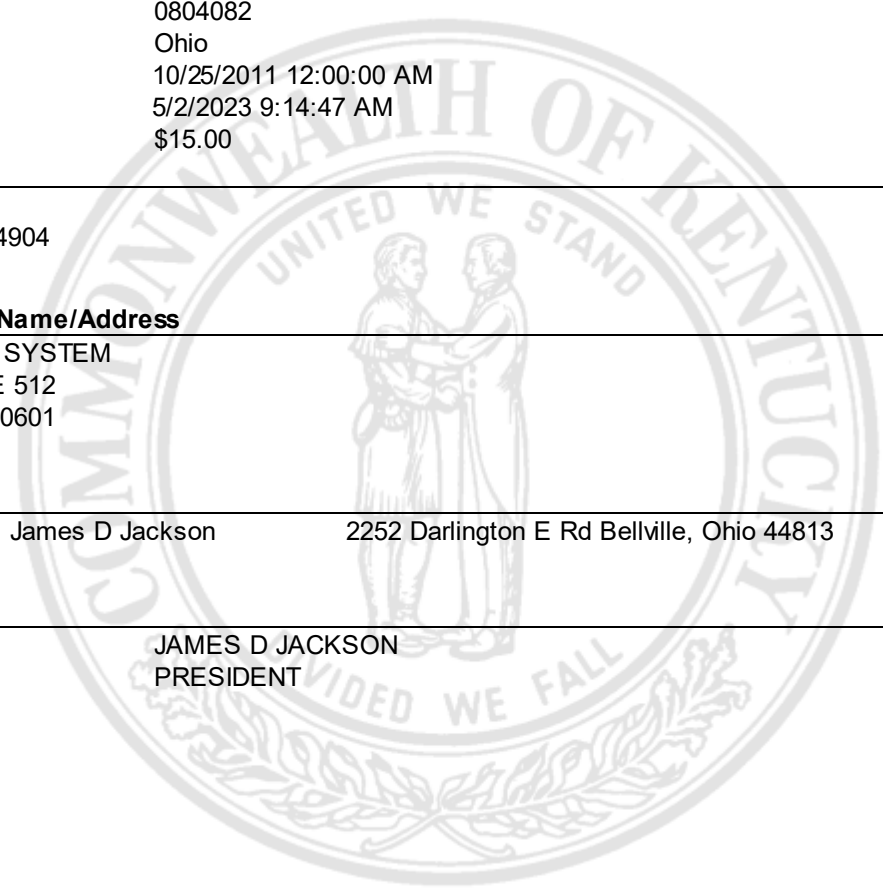 0804082
Ohio
10/25/2011 12:00:00 AM
5/2/2023 9:14:47 AM
$15.00
4904
Name/Address
SYSTEM
E 512
0601
James D Jackson 2252 Darlington E Rd Bellville, Ohio 44813
JAMES D JACKSON
PRESIDENT
COMMONWEALTH OF KENTUCKY
UNITED WE STAND
DIVIDED WE FALL